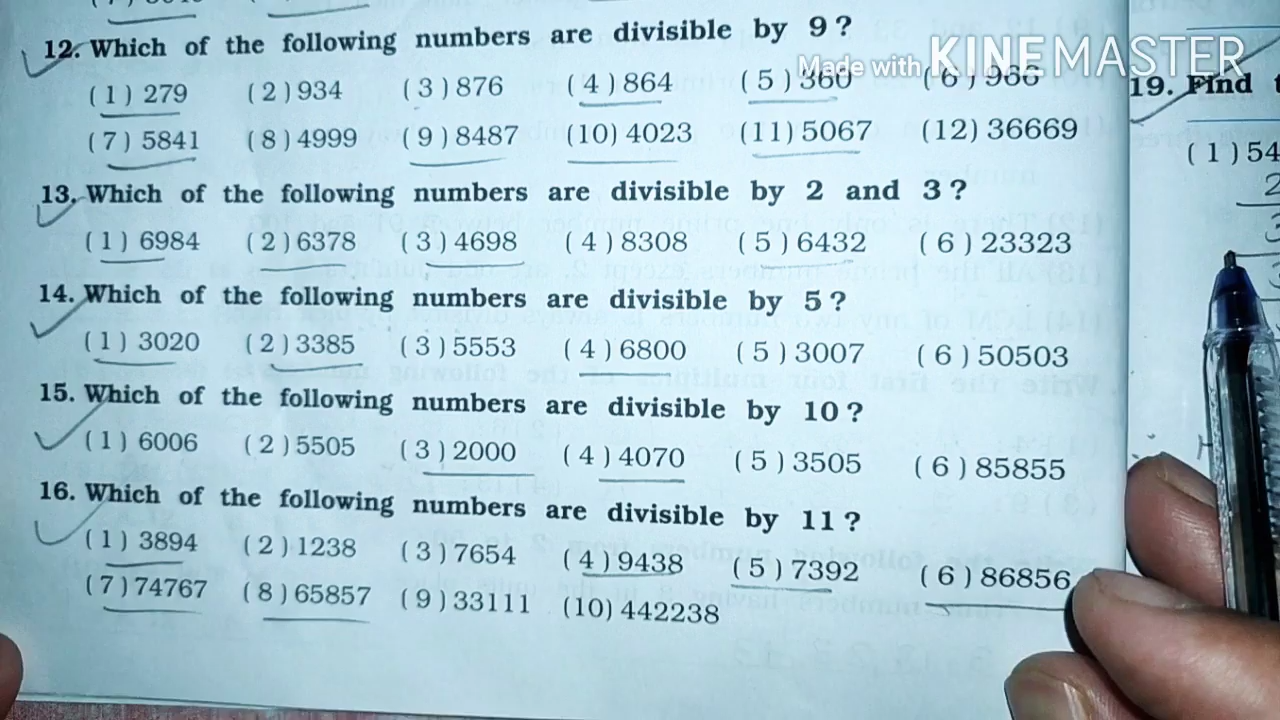 12. Which of the following numbers are divisible by 9 ?
Made with KINEMASTER
(1) 279 (2) 934 (3) 876 (4) 864 (5) 360 (6) 966
19. Find
(7) 5841 (8) 4999 (9) 8487 (10) 4023 (11) 5067 (12) 36669
(1) 54
13. Which of the following numbers are divisible by 2 and 3 ?
(1) 6984 (2) 6378 (3) 4698 (4) 8308 (5) 6432 (6) 23323
14. Which of the following numbers are divisible by 5 ?
(1) 3020 (2) 3385 (3) 5553 (4) 6800 (5) 3007 (6) 50503
15. Which of the following numbers are divisible by 10 ?
(1) 6006 (2) 5505 (3) 2000 (4) 4070 (5) 3505 (6) 85855
16. Which of the following numbers are divisible by 11 ?
(1) 3894 (2) 1238 (3) 7654 (4) 9438 (5) 7392 (6) 86856
(7) 74767 (8) 65857 (9) 33111 (10) 442238